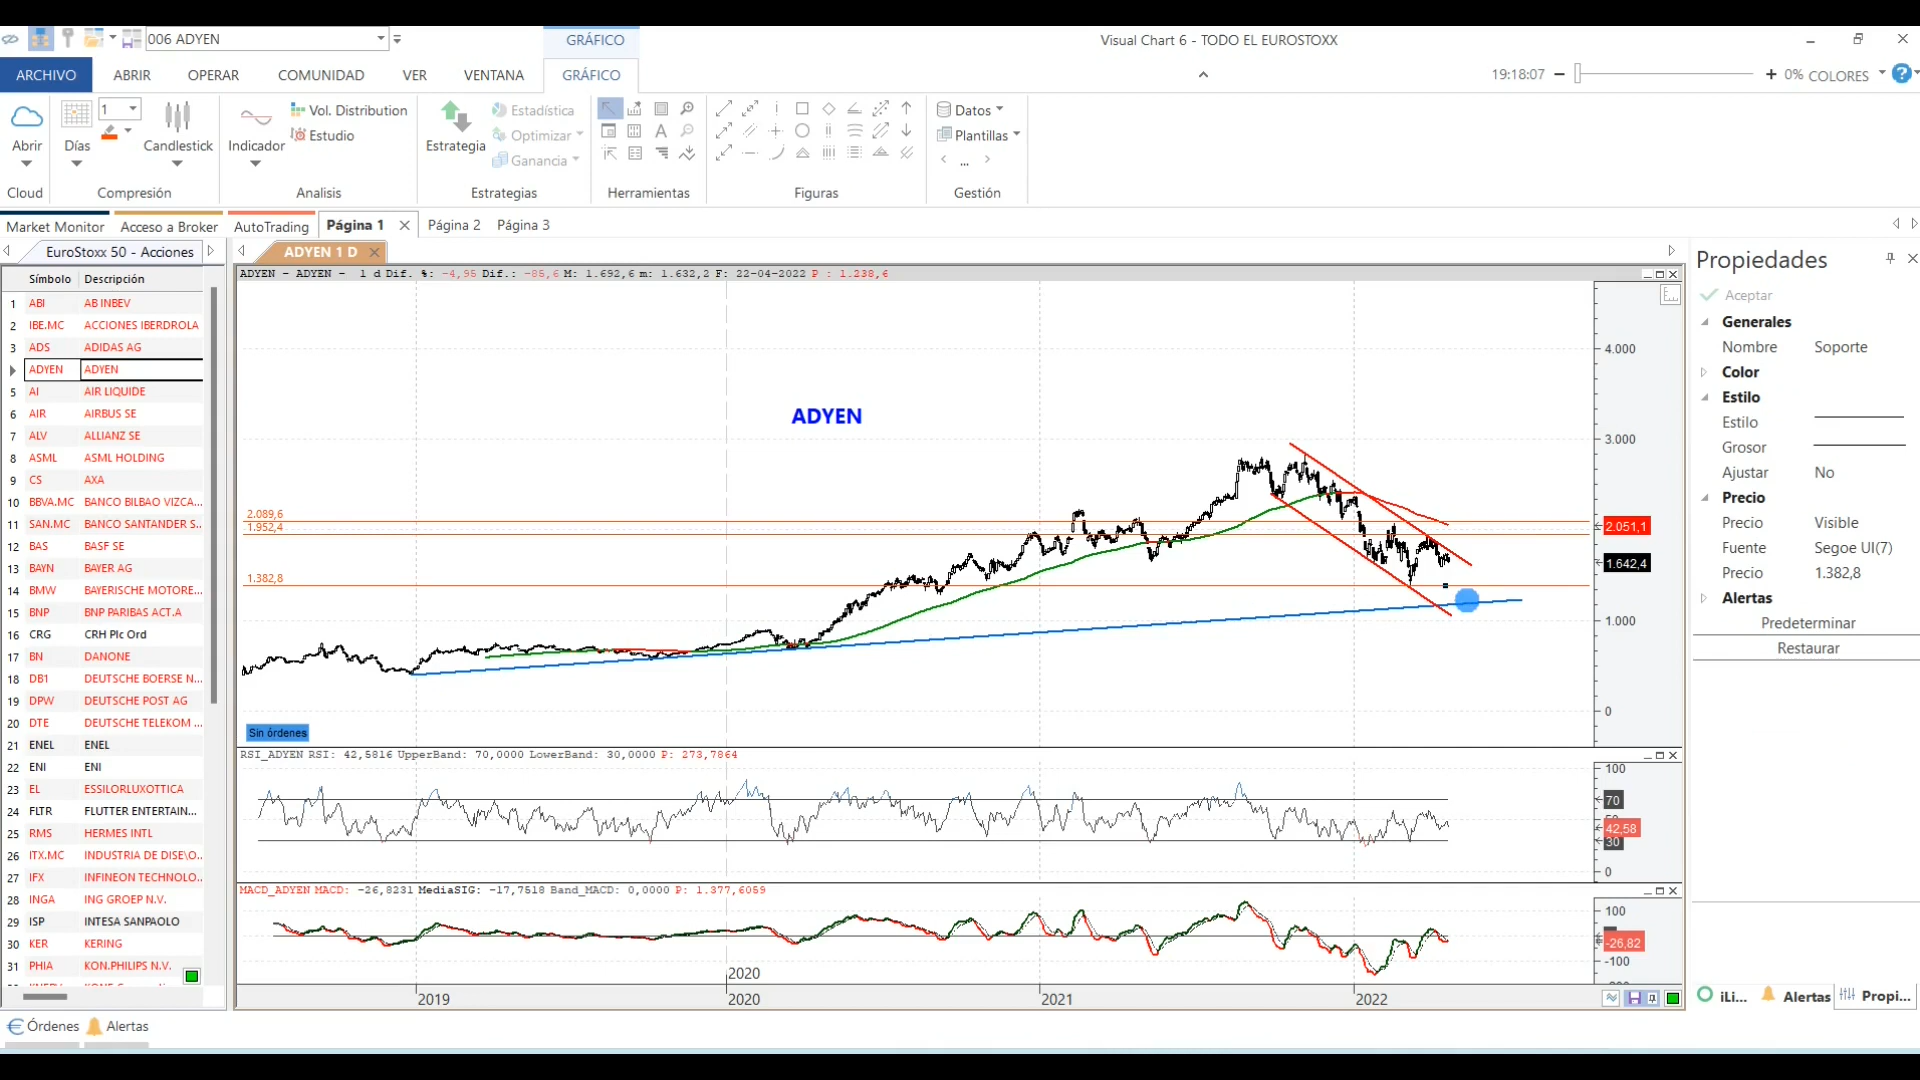 006 ADYEN
GRÁFICO
Visual Chart 6 - TODO EL EUROSTOXX
ARCHIVO
ABRIR
OPERAR
COMUNIDAD
VER
VENTANA
GRÁFICO
19:18:07
0%
COLORES
Abrir
Días
1
Candlestick
Indicador
Vol. Distribution
Estudio
Estrategia
Estadística
Optimizar
Ganancia
Datos
Plantillas
...
Cloud
Compresión
Analisis
Estrategias
Herramientas
Figuras
Gestión
Market Monitor
Acceso a Broker
AutoTrading
Página 1
Página 2
Página 3
EuroStoxx 50 - Acciones
ADYEN 1 D
Símbolo Descripción
1 ABI AB INBEV
2 IBE.MC ACCIONES IBERDROLA
3 ADS ADIDAS AG
ADYEN ADYEN
5 AI AIR LIQUIDE
6 AIR AIRBUS SE
7 ALV ALLIANZ SE
8 ASML ASML HOLDING
9 CS AXA
10 BBVA.MC BANCO BILBAO VIZCA...
11 SAN.MC BANCO SANTANDER S...
12 BAS BASF SE
13 BAYN BAYER AG
14 BMW BAYERISCHE MOTORE...
15 BNP BNP PARIBAS ACT.A
16 CRG CRH Plc Ord
17 BN DANONE
18 DB1 DEUTSCHE BOERSE N...
19 DPW DEUTSCHE POST AG
20 DTE DEUTSCHE TELEKOM ...
21 ENEL ENEL
22 ENI ENI
23 EL ESSILORLUXOTTICA
24 FLTR FLUTTER ENTERTAIN...
25 RMS HERMES INTL
26 ITX.MC INDUSTRIA DE DISE\O...
27 IFX INFINEON TECHNOLO...
28 INGA ING GROEP N.V.
29 ISP INTESA SANPAOLO
30 KER KERING
31 PHIA KON.PHILIPS N.V.
ADYEN - ADYEN - 1 d Dif. %: -4,95 Dif.: -85,6 M: 1.692,6 m: 1.632,2 F: 22-04-2022 P : 1.238,6
ADYEN
2.089,6
1.952,4
1.382,8
4.000
3.000
2.051,1
1.642,4
1.000
0
Sin órdenes
RSI_ADYEN RSI: 42,5816 UpperBand: 70,0000 LowerBand: 30,0000 P: 273,7864
100
70
42,58
30
0
MACD_ADYEN MACD: -26,8231 MediaSIG: -17,7518 Band_MACD: 0,0000 P: 1.377,6059
100
-26,82
-100
2020
2019
2020
2021
2022
Propiedades
Aceptar
Generales
Nombre Soporte
Color
Estilo
Estilo
Grosor
Ajustar No
Precio
Precio Visible
Fuente Segoe UI(7)
Precio 1.382,8
Alertas
Predeterminar
Restaurar
iLi...
Alertas
Propi...
Órdenes
Alertas